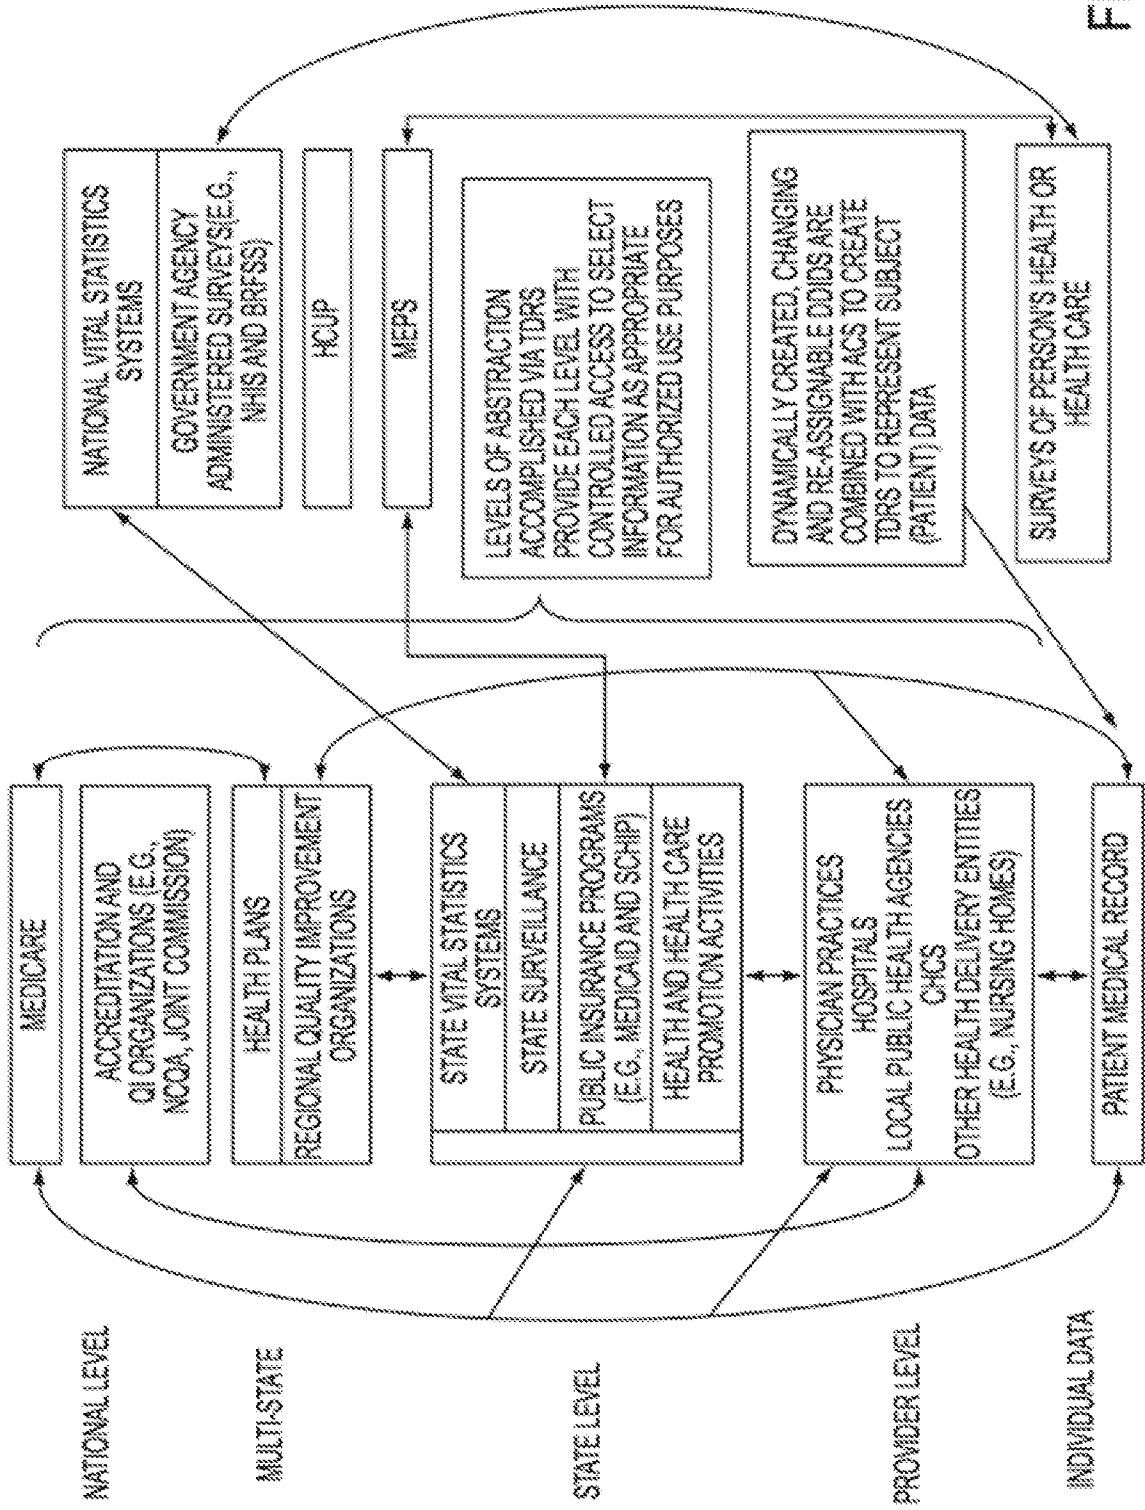 NATIONAL LEVEL
MULTI-STATE
STATE LEVEL
PROVIDER LEVEL
INDIVIDUAL DATA
MEDICARE
ACCREDITATION AND
QI ORGANIZATIONS (E.G.,
NCQA, JOINT COMMISSION)
HEALTH PLANS
REGIONAL QUALITY IMPROVEMENT
ORGANIZATIONS
STATE VITAL STATISTICS
SYSTEMS
STATE SURVEILLANCE
PUBLIC INSURANCE PROGRAMS
(E.G., MEDICAID AND SCHIP)
HEALTH AND HEALTH CARE
PROMOTION ACTIVITIES
PHYSICIAN PRACTICES
HOSPITALS
LOCAL PUBLIC HEALTH AGENCIES
CHCS
OTHER HEALTH DELIVERY ENTITIES
(E.G., NURSING HOMES)
PATIENT MEDICAL RECORD
NATIONAL VITAL STATISTICS
SYSTEMS
GOVERNMENT AGENCY
ADMINISTERED SURVEYS(E.G.,
NHIS AND BRFSS)
HCUP
MEPS
LEVELS OF ABSTRACTION
ACCOMPLISHED VIA TDRS
PROVIDE EACH LEVEL WITH
CONTROLLED ACCESS TO SELECT
INFORMATION AS APPROPRIATE
FOR AUTHORIZED USE PURPOSES
DYNAMICALLY CREATED, CHANGING
AND RE-ASSIGNABLE DDIDS ARE
COMBINED WITH ACS TO CREATE
TDRS TO REPRESENT SUBJECT
(PATIENT) DATA
SURVEYS OF PERSON'S HEALTH OR
HEALTH CARE